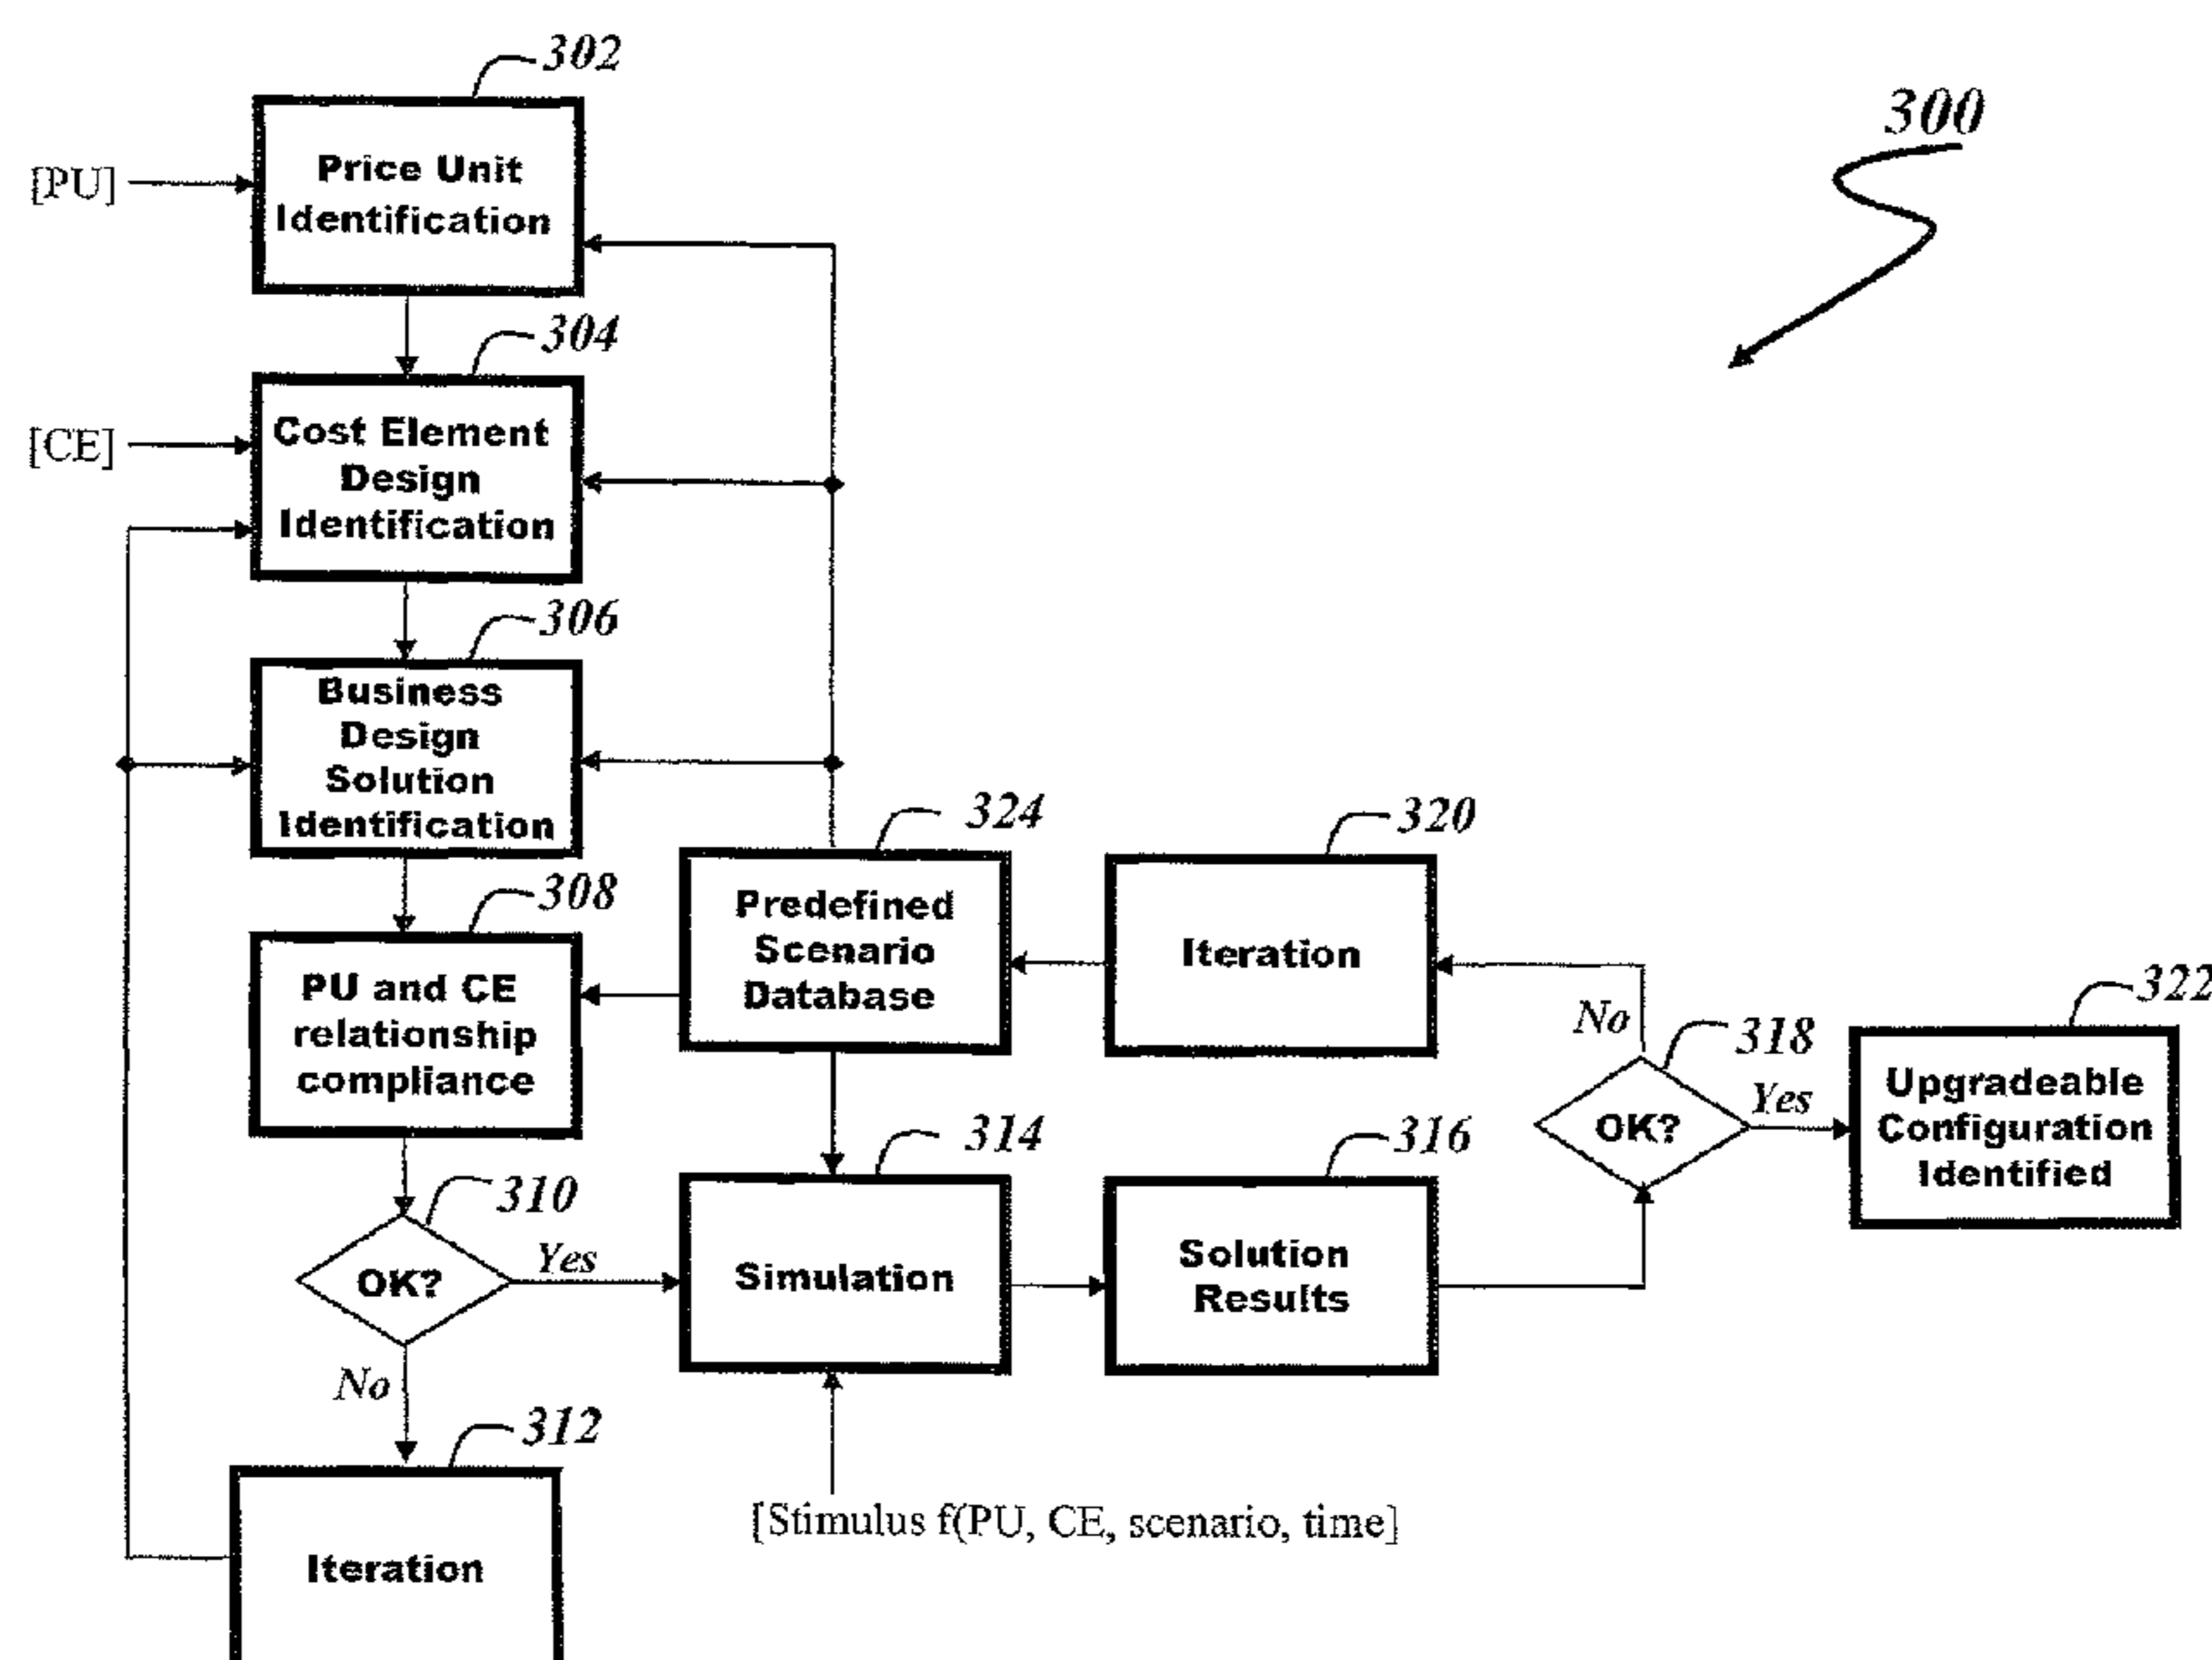 302
300
[PU]
Price Unit
Identification
304
[CE]
Cost Element
Design
Identification
306
Business
Design
Solution
Identification
324
320
308
Predefined
Scenario
Database
Iteration
322
PU and CE
relationship
compliance
No
318
Yes
Upgradeable
Configuration
Identified
OK?
314
316
310
Yes
OK?
Simulation
Solution
Results
No
312
[Stimulus f(PU, CE, scenario, time]
Iteration